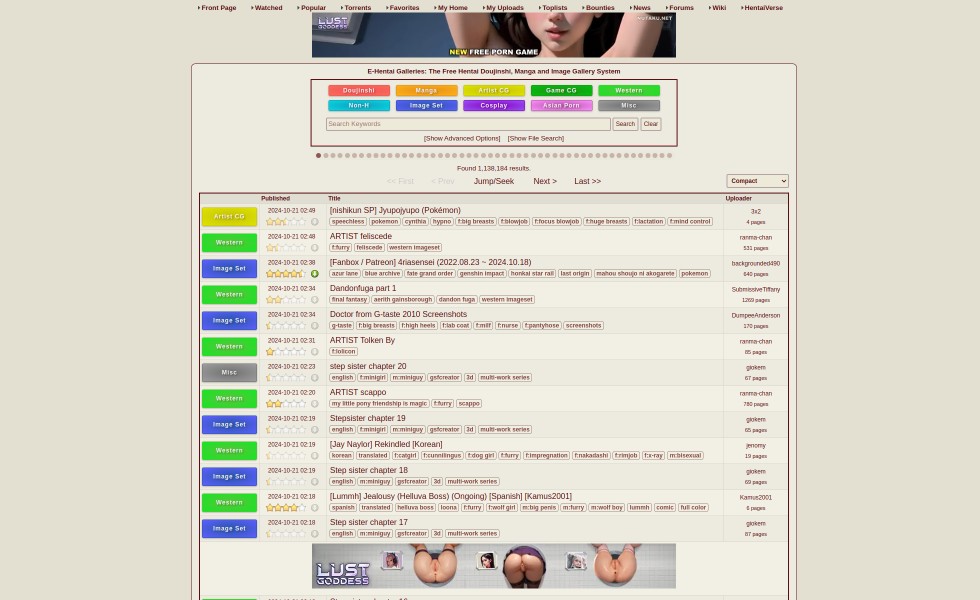 Front Page Watched Popular Torrents Favorites My Home My Uploads Toplists Bounties News Forums Wiki HentaiVerse
LUST GODDESS
NUTAKU.NET
NEW FREE PORN GAME
E-Hentai Galleries: The Free Hentai Doujinshi, Manga and Image Gallery System
Doujinshi Manga Artist CG Game CG Western
Non-H Image Set Cosplay Asian Porn Misc
Search Keywords Search Clear
[Show Advanced Options] [Show File Search]
Found 1,138,184 results.
<< First < Prev Jump/Seek Next > Last >> Compact
Published Title Uploader
Artist CG 2024-10-21 02:49 [nishikun SP] Jyupojyupo (Pokémon) 3x2
speechless pokemon cynthia hypno f:big breasts f:blowjob f:focus blowjob f:huge breasts f:lactation f:mind control 4 pages
Western 2024-10-21 02:48 ARTIST feliscede ranma-chan
f:furry feliscede western imageset 531 pages
Image Set 2024-10-21 02:38 [Fanbox / Patreon] 4riasensei (2022.08.23 ~ 2024.10.18) backgrounded490
azur lane blue archive fate grand order genshin impact honkai star rail last origin mahou shoujo ni akogarete pokemon 640 pages
Western 2024-10-21 02:34 Dandonfuga part 1 SubmissiveTiffany
final fantasy aerith gainsborough dandon fuga western imageset 1269 pages
Image Set 2024-10-21 02:34 Doctor from G-taste 2010 Screenshots DumpeeAnderson
g-taste f:big breasts f:high heels f:lab coat f:milf f:nurse f:pantyhose screenshots 170 pages
Western 2024-10-21 02:31 ARTIST Tolken By ranma-chan
f:lolicon 85 pages
Misc 2024-10-21 02:23 step sister chapter 20 giokem
english f:minigirl m:miniguy gsfcreator 3d multi-work series 67 pages
Western 2024-10-21 02:20 ARTIST scappo ranma-chan
my little pony friendship is magic f:furry scappo 789 pages
Image Set 2024-10-21 02:19 Stepsister chapter 19 giokem
english f:minigirl m:miniguy gsfcreator 3d multi-work series 65 pages
Western 2024-10-21 02:19 [Jay Naylor] Rekindled [Korean] jenomy
korean translated f:catgirl f:cunnilingus f:dog girl f:furry f:impregnation f:nakadashi f:rimjob f:x-ray m:bisexual 19 pages
Image Set 2024-10-21 02:19 Step sister chapter 18 giokem
english m:miniguy gsfcreator 3d multi-work series 69 pages
Western 2024-10-21 02:18 [Lummh] Jealousy (Helluva Boss) (Ongoing) [Spanish] [Kamus2001] Kamus2001
spanish translated helluva boss loona f:furry f:wolf girl m:big penis m:furry m:wolf boy lummh comic full color 6 pages
Image Set 2024-10-21 02:18 Step sister chapter 17 giokem
english m:miniguy gsfcreator 3d multi-work series 87 pages
LUST GODDESS